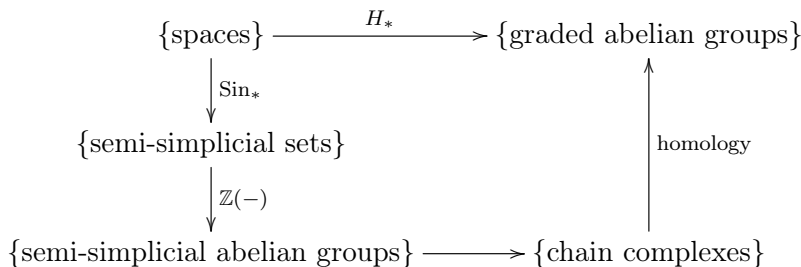 {spaces}
H_*
{graded abelian groups}
Sin_*
{semi-simplicial sets}
homology
ℤ(−)
{semi-simplicial abelian groups}
{chain complexes}